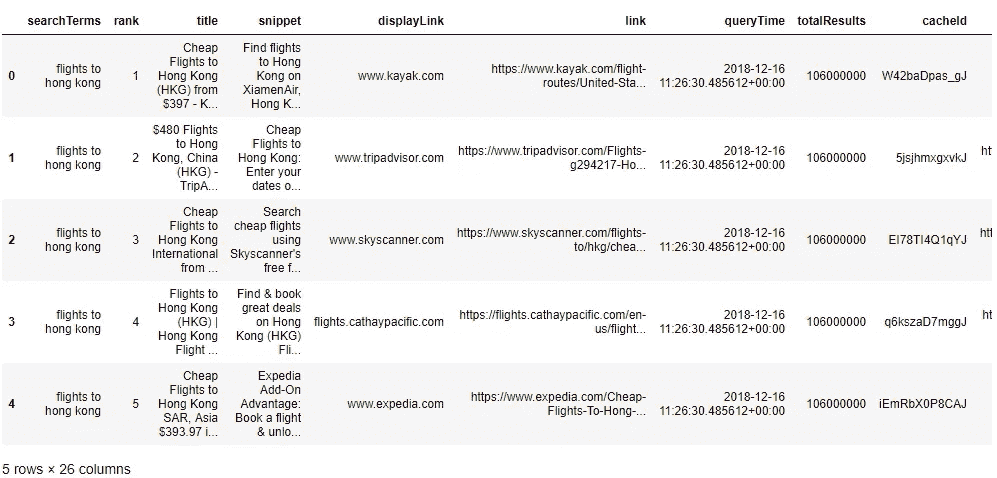 searchTerms rank title snippet displayLink link queryTime totalResults cacheId
0
flights to
hong kong
1
Cheap
Flights to
Hong Kong
(HKG) from
$397 - K...
Find flights
to Hong
Kong on
XiamenAir,
Hong K...
www.kayak.com
https://www.kayak.com/flight-
routes/United-Sta...
2018-12-16
11:26:30.485612+00:00
106000000
W42baDpas_gJ
1
flights to
hong kong
2
$480 Flights
to Hong
Kong, China
(HKG) -
TripA...
Cheap
Flights to
Hong Kong:
Enter your
dates o...
www.tripadvisor.com
https://www.tripadvisor.com/Flights-
g294217-Ho...
2018-12-16
11:26:30.485612+00:00
106000000
5jsjhmxgxvkJ
2
flights to
hong kong
3
Cheap
Flights to
Hong Kong
International
from ...
Search
cheap flights
using
Skyscanner's
free f...
www.skyscanner.com
https://www.skyscanner.com/flights-
to/hkg/chea...
2018-12-16
11:26:30.485612+00:00
106000000
EI78TI4Q1qYJ
3
flights to
hong kong
4
Flights to
Hong Kong
(HKG) |
Hong Kong
Flight ...
Find & book
great deals
on Hong
Kong (HKG)
Fli...
flights.cathaypacific.com
https://flights.cathaypacific.com/en-
us/flight...
2018-12-16
11:26:30.485612+00:00
106000000
q6kszaD7mggJ
4
flights to
hong kong
5
Cheap
Flights to
Hong Kong
SAR, Asia
$393.97 i...
Expedia
Add-On
Advantage:
Book a flight
& unlo...
www.expedia.com
https://www.expedia.com/Cheap-
Flights-To-Hong-...
2018-12-16
11:26:30.485612+00:00
106000000
iEmRbX0P8CAJ
5 rows × 26 columns